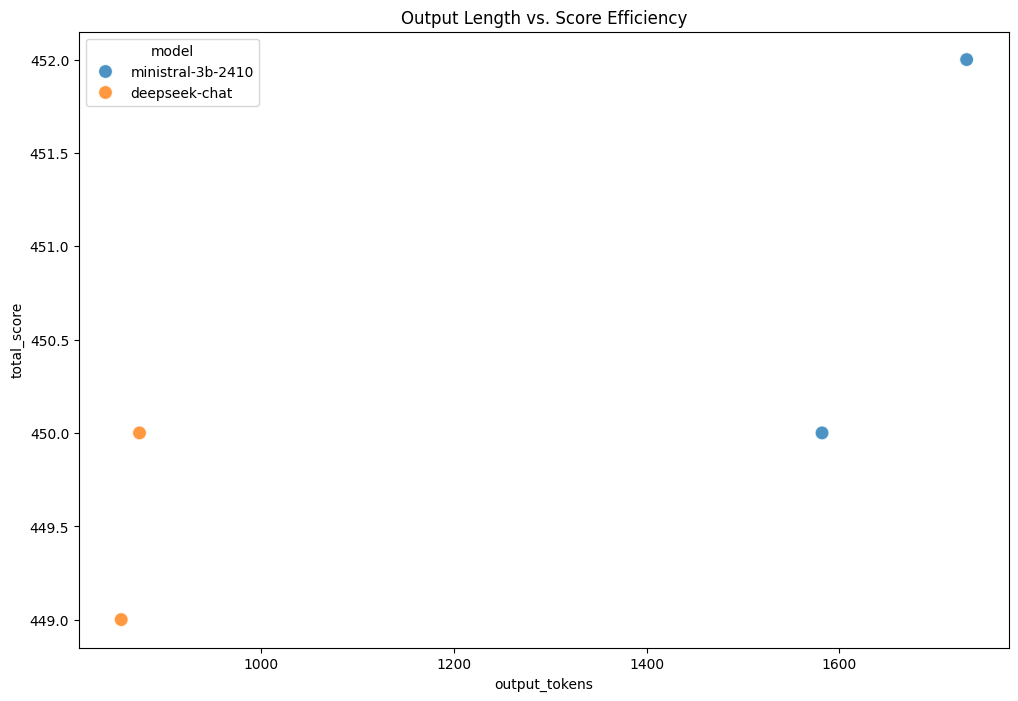 Output Length vs. Score Efficiency
model
ministral-3b-2410
deepseek-chat
452.0
451.5
451.0
450.5
450.0
449.5
449.0
total_score
1000
1200
1400
1600
output_tokens